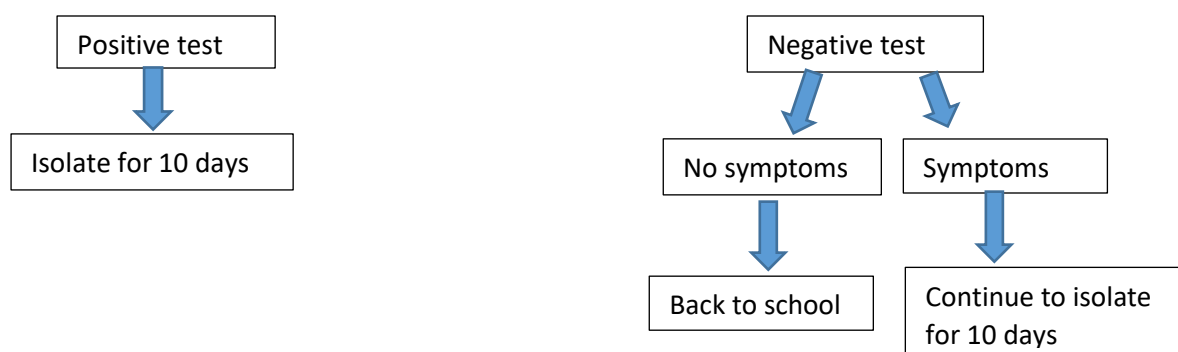 Positive test
Isolate for 10 days
Negative test
No symptoms
Symptoms
Back to school
Continue to isolate
for 10 days